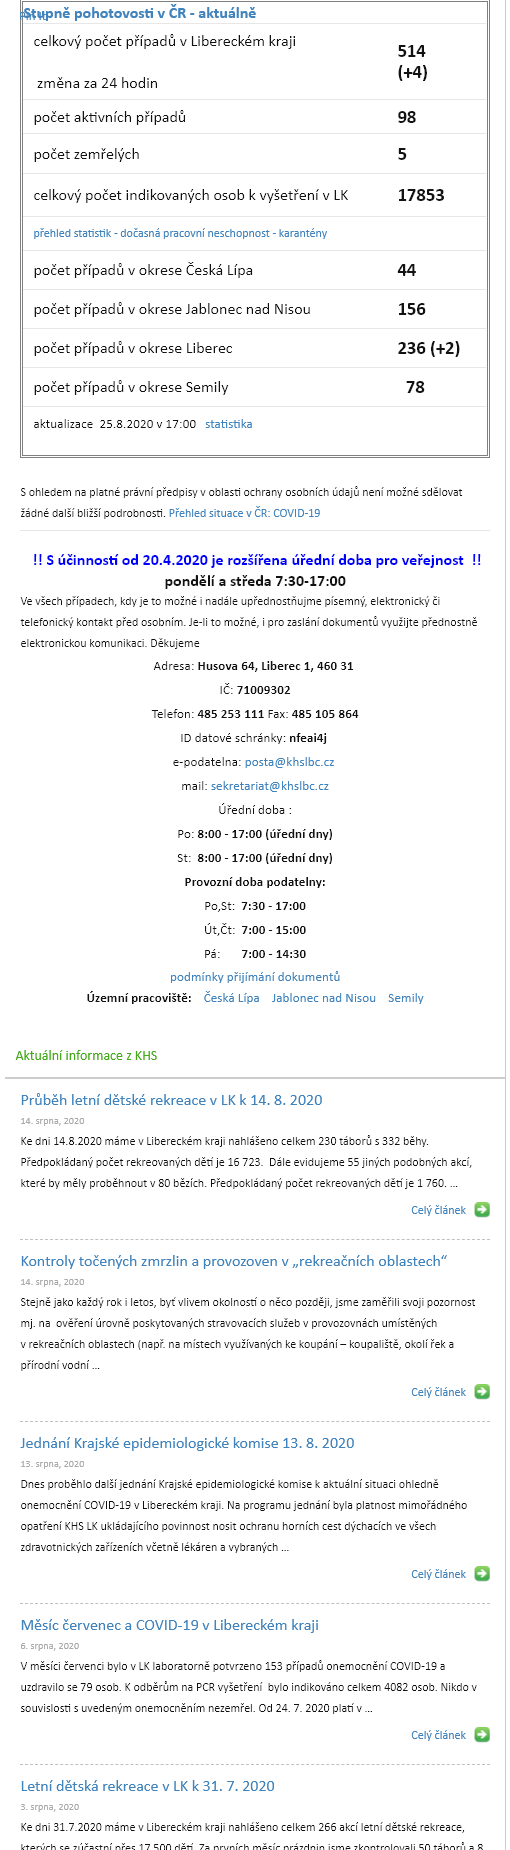 Stupně pohotovosti v ČR - aktuálně
celkový počet případů v Libereckém kraji
změna za 24 hodin
514
(+4)
počet aktivních případů 98
počet zemřelých 5
celkový počet indikovaných osob k vyšetření v LK 17853
přehled statistik - dočasná pracovní neschopnost - karantény
počet případů v okrese Česká Lípa 44
počet případů v okrese Jablonec nad Nisou 156
počet případů v okrese Liberec 236 (+2)
počet případů v okrese Semily 78
aktualizace 25.8.2020 v 17:00 statistika
S ohledem na platné právní předpisy v oblasti ochrany osobních údajů není možné sdělovat
žádné další bližší podrobnosti. Přehled situace v ČR: COVID-19
!! S účinností od 20.4.2020 je rozšířena úřední doba pro veřejnost !!
pondělí a středa 7:30-17:00
Ve všech případech, kdy je to možné i nadále upřednostňujme písemný, elektronický či
telefonický kontakt před osobním. Je-li to možné, i pro zaslání dokumentů využijte přednostně
elektronickou komunikaci. Děkujeme
Adresa: Husova 64, Liberec 1, 460 31
IČ: 71009302
Telefon: 485 253 111 Fax: 485 105 864
ID datové schránky: nfeai4j
e-podatelna: posta@khslbc.cz
mail: sekretariat@khslbc.cz
Úřední doba :
Po: 8:00 - 17:00 (úřední dny)
St: 8:00 - 17:00 (úřední dny)
Provozní doba podatelny:
Po,St: 7:30 - 17:00
Út,Čt: 7:00 - 15:00
Pá: 7:00 - 14:30
podmínky přijímání dokumentů
Územní pracoviště: Česká Lípa Jablonec nad Nisou Semily
Aktuální informace z KHS
Průběh letní dětské rekreace v LK k 14. 8. 2020
14. srpna, 2020
Ke dni 14.8.2020 máme v Libereckém kraji nahlášeno celkem 230 táborů s 332 běhy.
Předpokládaný počet rekreovaných dětí je 16 723. Dále evidujeme 55 jiných podobných akcí,
které by měly proběhnout v 80 bězích. Předpokládaný počet rekreovaných dětí je 1 760. ...
Celý článek
Kontroly točených zmrzlin a provozoven v „rekreačních oblastech“
14. srpna, 2020
Stejně jako každý rok i letos, byť vlivem okolností o něco později, jsme zaměřili svoji pozornost
mj. na ověření úrovně poskytovaných stravovacích služeb v provozovnách umístěných
v rekreačních oblastech (např. na místech využívaných ke koupání – koupaliště, okolí řek a
přírodní vodní ...
Celý článek
Jednání Krajské epidemiologické komise 13. 8. 2020
13. srpna, 2020
Dnes proběhlo další jednání Krajské epidemiologické komise k aktuální situaci ohledně
onemocnění COVID-19 v Libereckém kraji. Na programu jednání byla platnost mimořádného
opatření KHS LK ukládajícího povinnost nosit ochranu horních cest dýchacích ve všech
zdravotnických zařízeních včetně lékáren a vybraných ...
Celý článek
Měsíc červenec a COVID-19 v Libereckém kraji
6. srpna, 2020
V měsíci červenci bylo v LK laboratorně potvrzeno 153 případů onemocnění COVID-19 a
uzdravilo se 79 osob. K odběrům na PCR vyšetření bylo indikováno celkem 4082 osob. Nikdo v
souvislosti s uvedeným onemocněním nezemřel. Od 24. 7. 2020 platí v ...
Celý článek
Letní dětská rekreace v LK k 31. 7. 2020
3. srpna, 2020
Ke dni 31.7.2020 máme v Libereckém kraji nahlášeno celkem 266 akcí letní dětské rekreace,
kterých se zúčastní přes 17 500 dětí. Za prvních měsíc prázdnin jsme zkontrolovali 50 táborů a 8